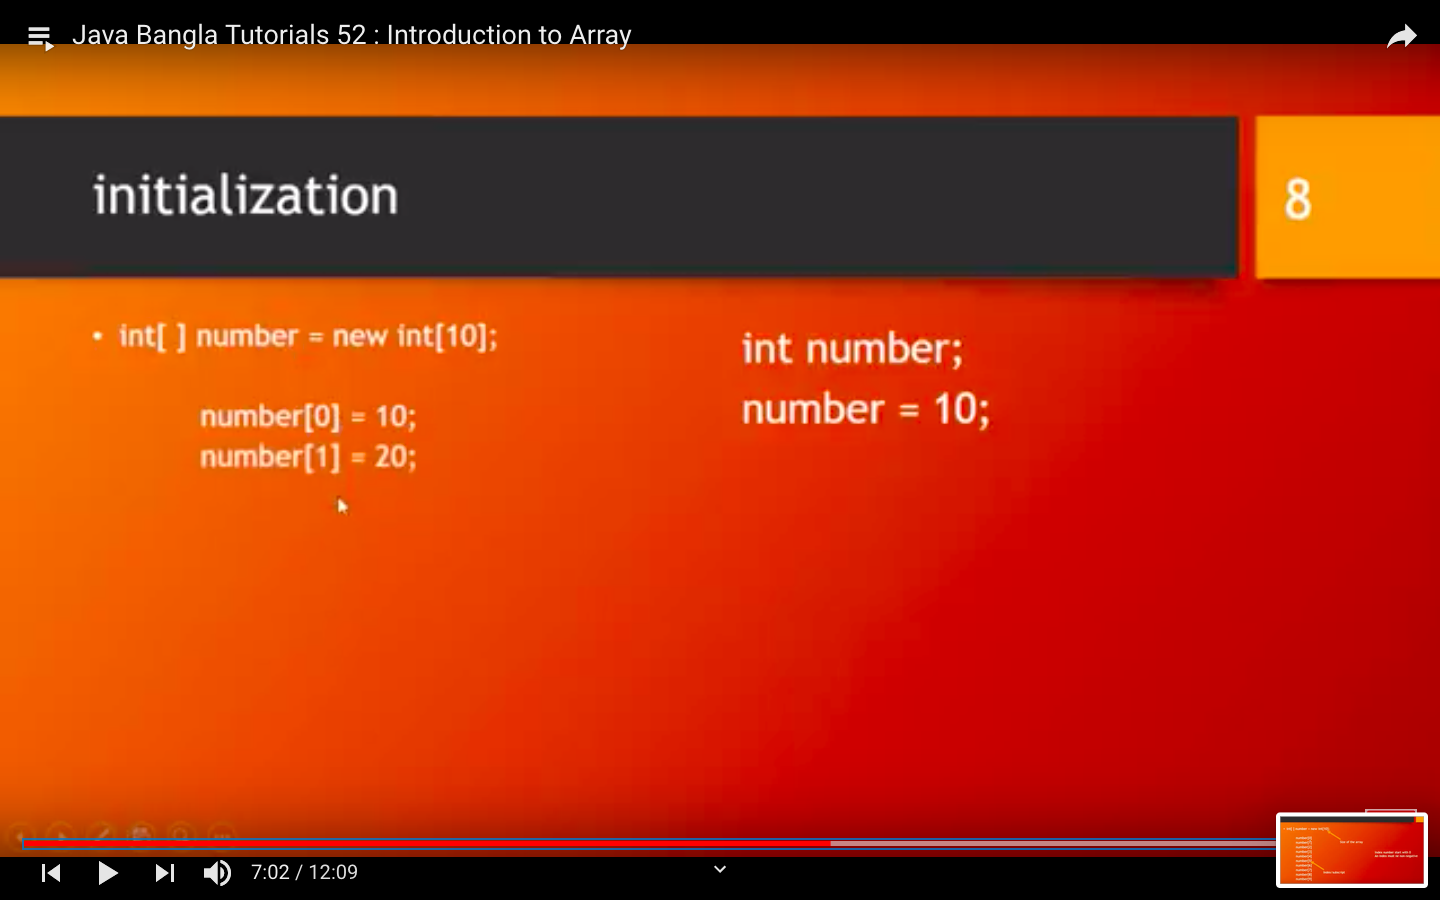 Java Bangla Tutorials 52 : Introduction to Array
initialization
8
• int[ ] number = new int[10];
number[0] = 10;
number[1] = 20;
int number;
number = 10;
7:02 / 12:09